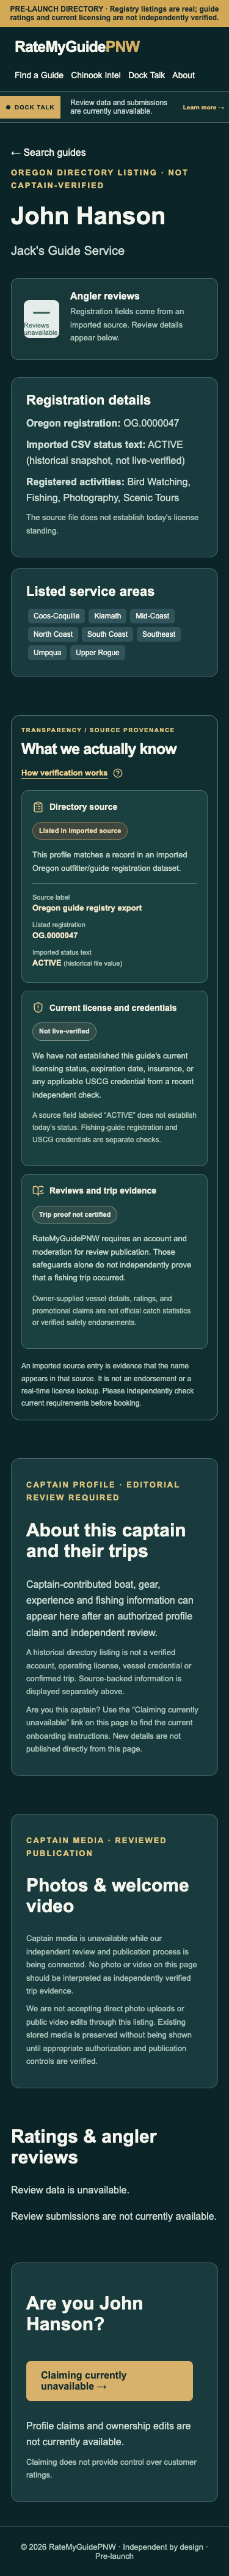 PRE-LAUNCH DIRECTORY · Registry listings are real; guide
ratings and current licensing are not independently verified.
RateMyGuidePNW
Find a Guide Chinook Intel Dock Talk About
DOCK TALK
Review data and submissions
are currently unavailable.
Learn more →
← Search guides
OREGON DIRECTORY LISTING · NOT
CAPTAIN-VERIFIED
John Hanson
Jack's Guide Service
—
Reviews
unavailable
Angler reviews
Registration fields come from an
imported source. Review details
appear below.
Registration details
Oregon registration: OG.0000047
Imported CSV status text: ACTIVE
(historical snapshot, not live-verified)
Registered activities: Bird Watching,
Fishing, Photography, Scenic Tours
The source file does not establish today's license
standing.
Listed service areas
Coos-Coquille Klamath Mid-Coast
North Coast South Coast Southeast
Umpqua Upper Rogue
TRANSPARENCY / SOURCE PROVENANCE
What we actually know
How verification works ?
Directory source
Listed in imported source
This profile matches a record in an imported
Oregon outfitter/guide registration dataset.
Source label
Oregon guide registry export
Listed registration
OG.0000047
Imported status text
ACTIVE (historical file value)
Current license and credentials
Not live-verified
We have not established this guide's current
licensing status, expiration date, insurance, or
any applicable USCG credential from a recent
independent check.
A source field labeled “ACTIVE” does not establish
today's status. Fishing-guide registration and
USCG credentials are separate checks.
Reviews and trip evidence
Trip proof not certified
RateMyGuidePNW requires an account and
moderation for review publication. Those
safeguards alone do not independently prove
that a fishing trip occurred.
Owner-supplied vessel details, ratings, and
promotional claims are not official catch statistics
or verified safety endorsements.
An imported source entry is evidence that the name
appears in that source. It is not an endorsement or a
real-time license lookup. Please independently check
current requirements before booking.
CAPTAIN PROFILE · EDITORIAL
REVIEW REQUIRED
About this captain
and their trips
Captain-contributed boat, gear,
experience and fishing information can
appear here after an authorized profile
claim and independent review.
A historical directory listing is not a verified
account, operating license, vessel credential or
confirmed trip. Source-backed information is
displayed separately above.
Are you this captain? Use the “Claiming currently
unavailable” link on this page to find the current
onboarding instructions. New details are not
published directly from this page.
CAPTAIN MEDIA · REVIEWED
PUBLICATION
Photos & welcome
video
Captain media is unavailable while our
independent review and publication process is
being connected. No photo or video on this page
should be interpreted as independently verified
trip evidence.
We are not accepting direct photo uploads or
public video edits through this listing. Existing
stored media is preserved without being shown
until appropriate authorization and publication
controls are verified.
Ratings & angler
reviews
Review data is unavailable.
Review submissions are not currently available.
Are you John
Hanson?
Claiming currently
unavailable →
Profile claims and ownership edits are
not currently available.
Claiming does not provide control over customer
ratings.
© 2026 RateMyGuidePNW · Independent by design ·
Pre-launch